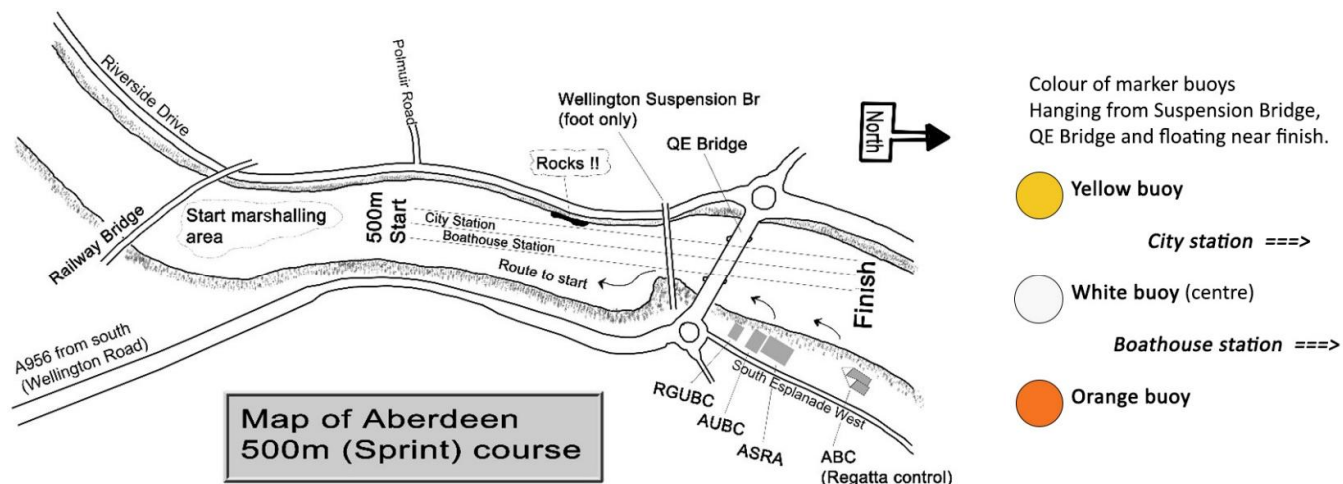 Riverside Drive
Polmuir Road
Wellington Suspension Br
(foot only)
QE Bridge
North
Rocks !!
Railway Bridge
Start marshalling
area
500m
Start
City Station
Boathouse Station
Route to start
Finish
A956 from south
(Wellington Road)
RGUBC
AUBC
ASRA
South Esplanade West
ABC
(Regatta control)
Map of Aberdeen
500m (Sprint) course
Colour of marker buoys
Hanging from Suspension Bridge,
QE Bridge and floating near finish.
Yellow buoy
City station ===>
White buoy (centre)
Boathouse station ===>
Orange buoy